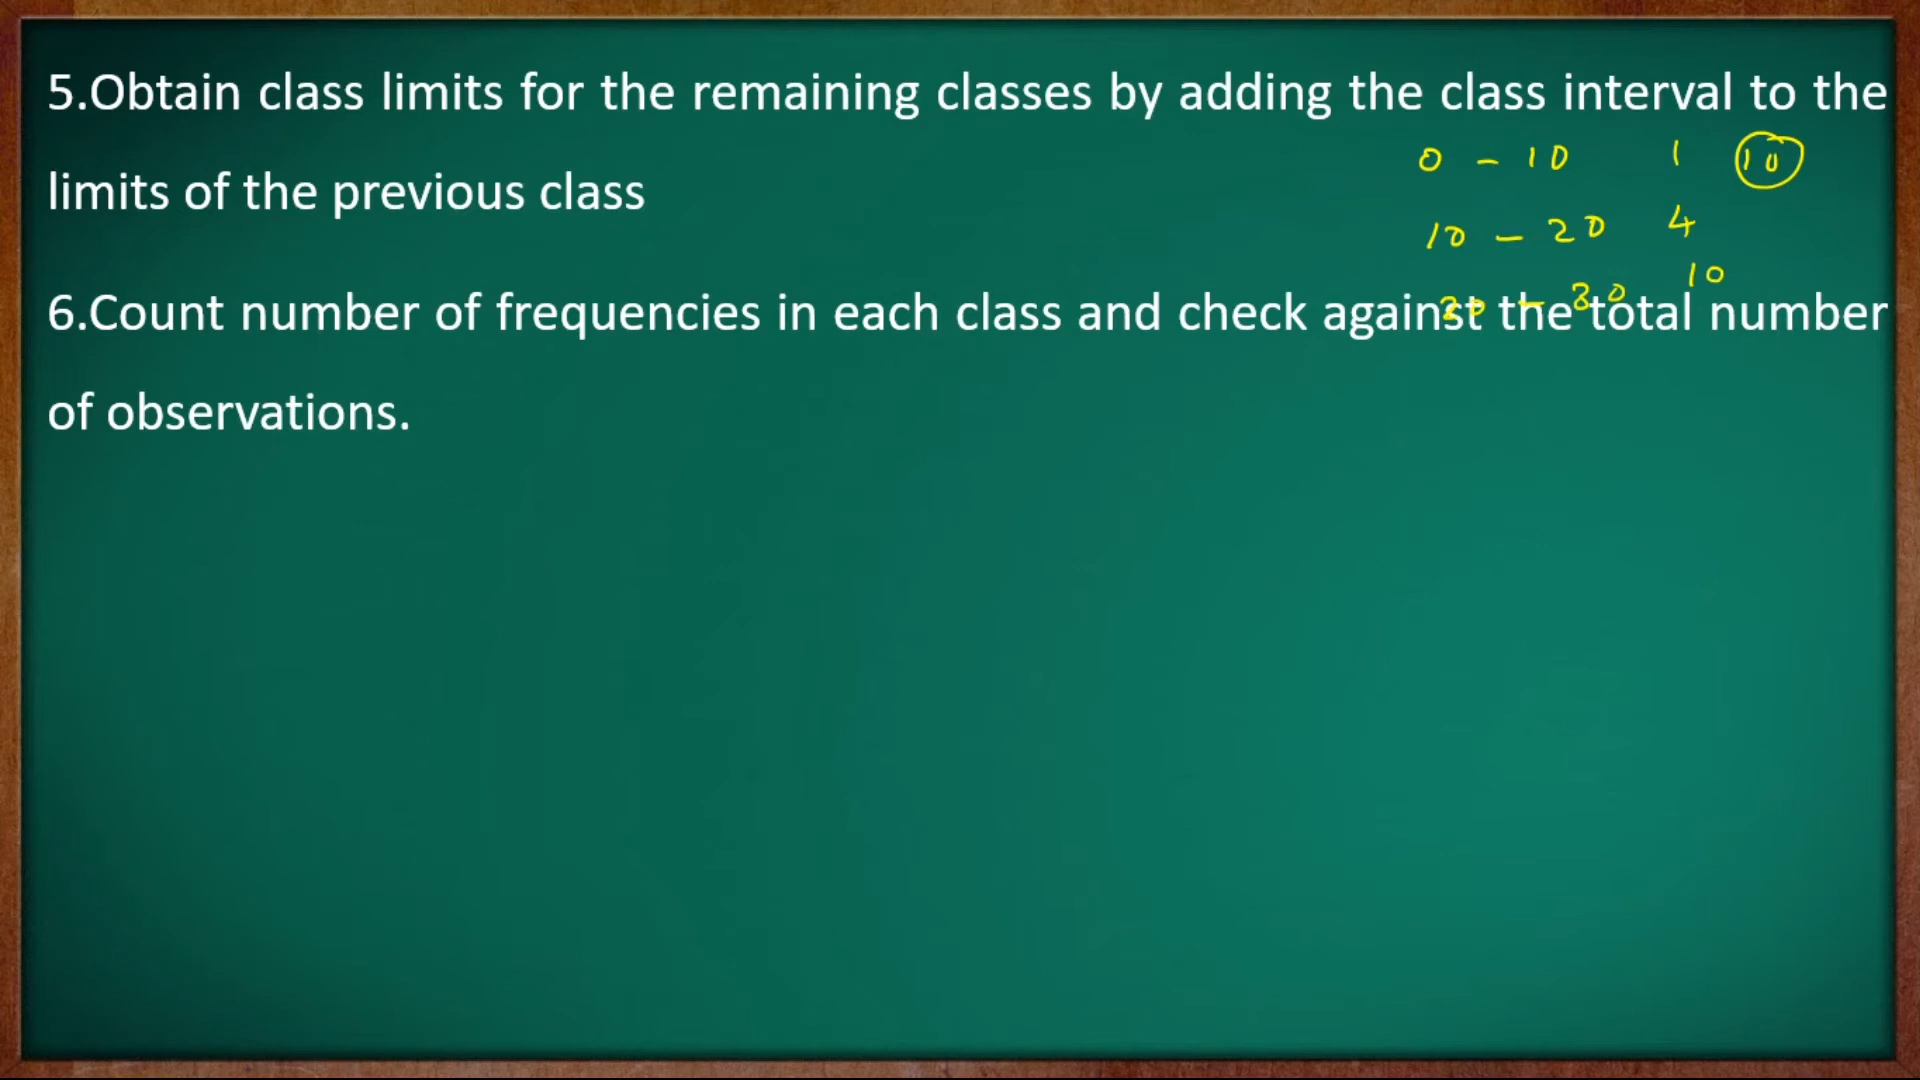 5.Obtain class limits for the remaining classes by adding the class interval to the
0 - 10 1 10
limits of the previous class
10 - 20 4
20 - 30 10
6.Count number of frequencies in each class and check against the total number
of observations.